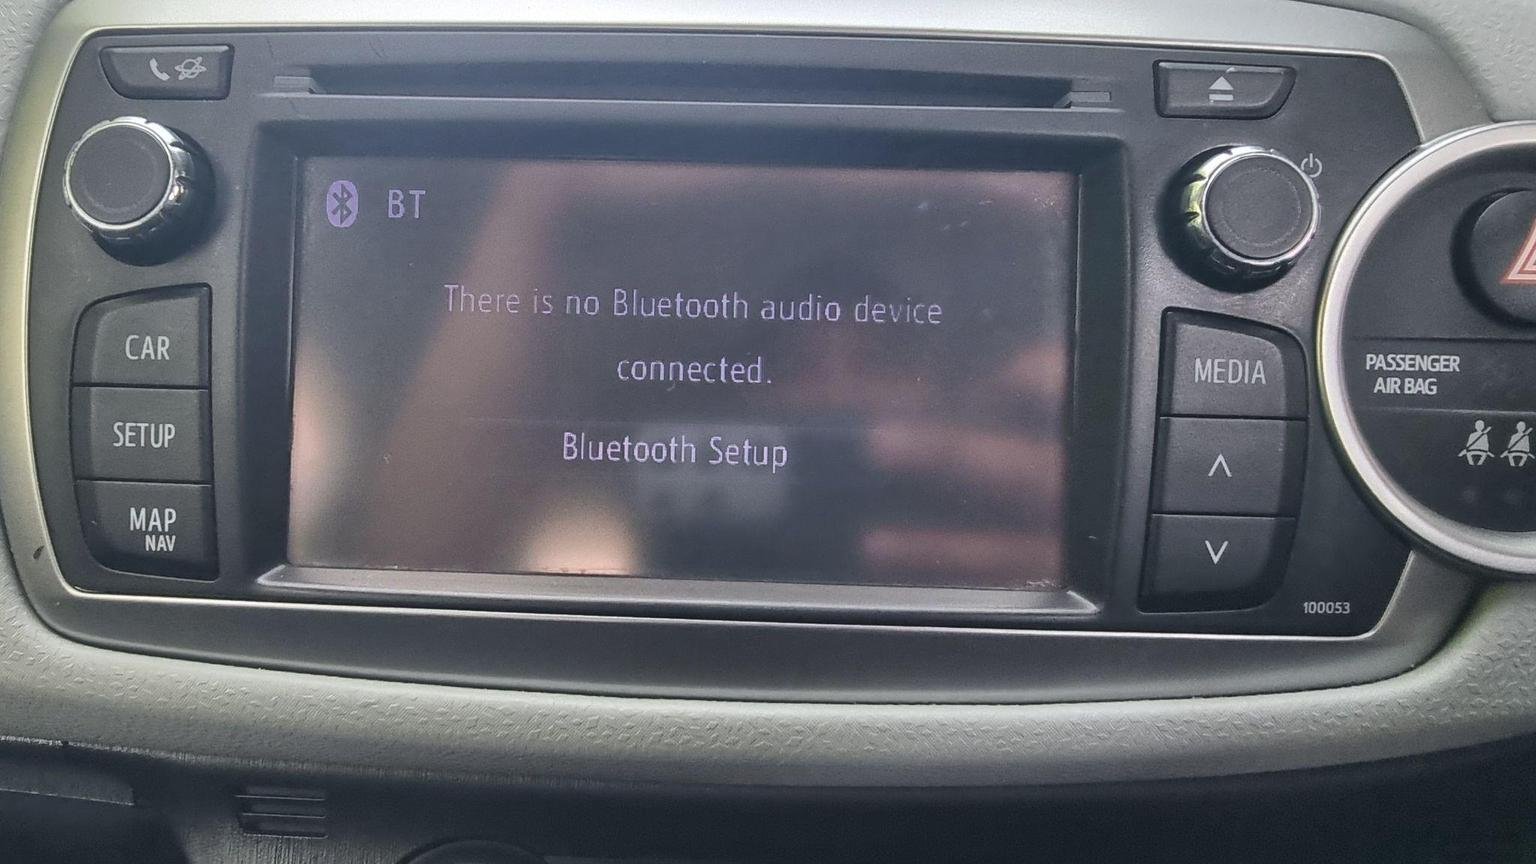 BT
There is no Bluetooth audio device
connected.
Bluetooth Setup
CAR
SETUP
MAP
NAV
MEDIA
100053
PASSENGER
AIR BAG